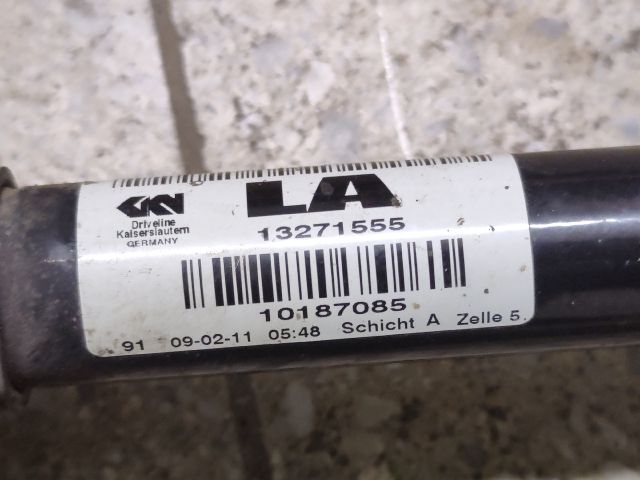 LA
GKN
Driveline
Kaiserslautern
GERMANY
13271555
10187085
91 09-02-11 05:48 Schicht A Zelle 5.